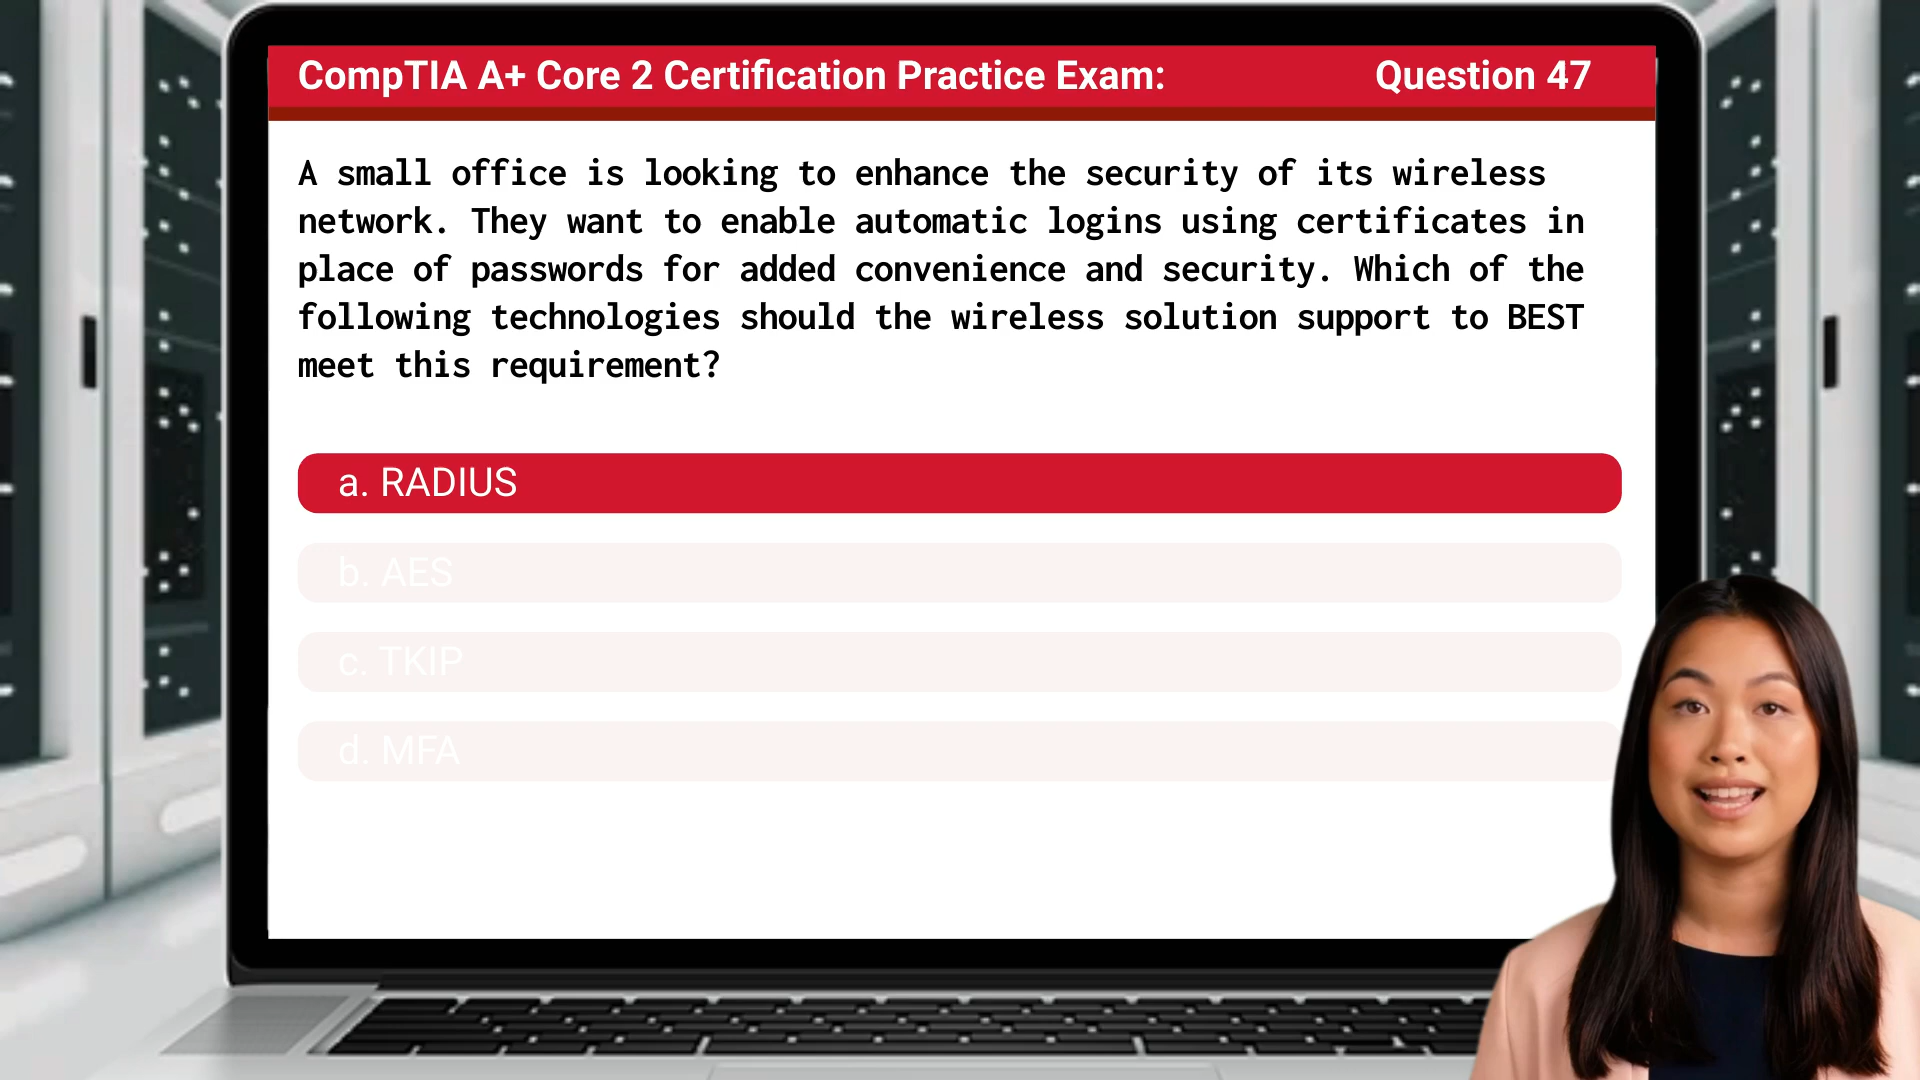 CompTIA A+ Core 2 Certification Practice Exam: Question 47
A small office is looking to enhance the security of its wireless
network. They want to enable automatic logins using certificates in
place of passwords for added convenience and security. Which of the
following technologies should the wireless solution support to BEST
meet this requirement?
a. RADIUS
b. AES
c. TKIP
d. MFA